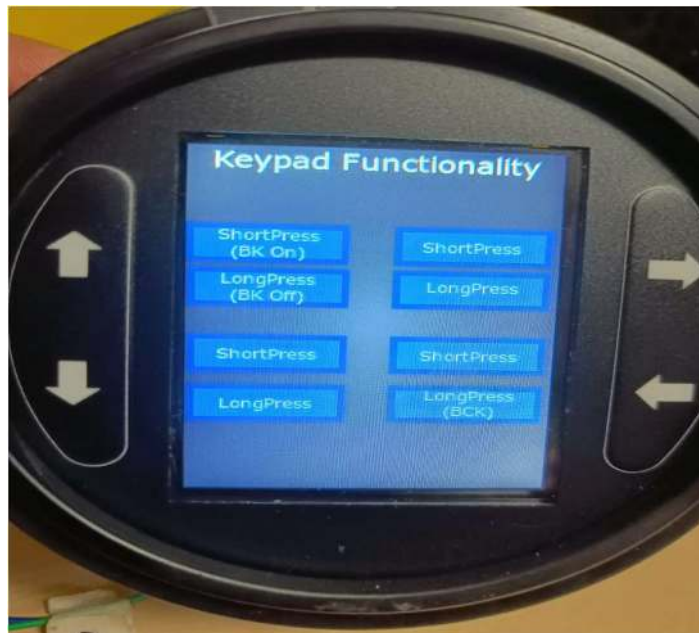 Keypad Functionality
ShortPress
(BK On)
LongPress
(BK Off)
ShortPress
LongPress
ShortPress
LongPress
ShortPress
LongPress
(BCK)